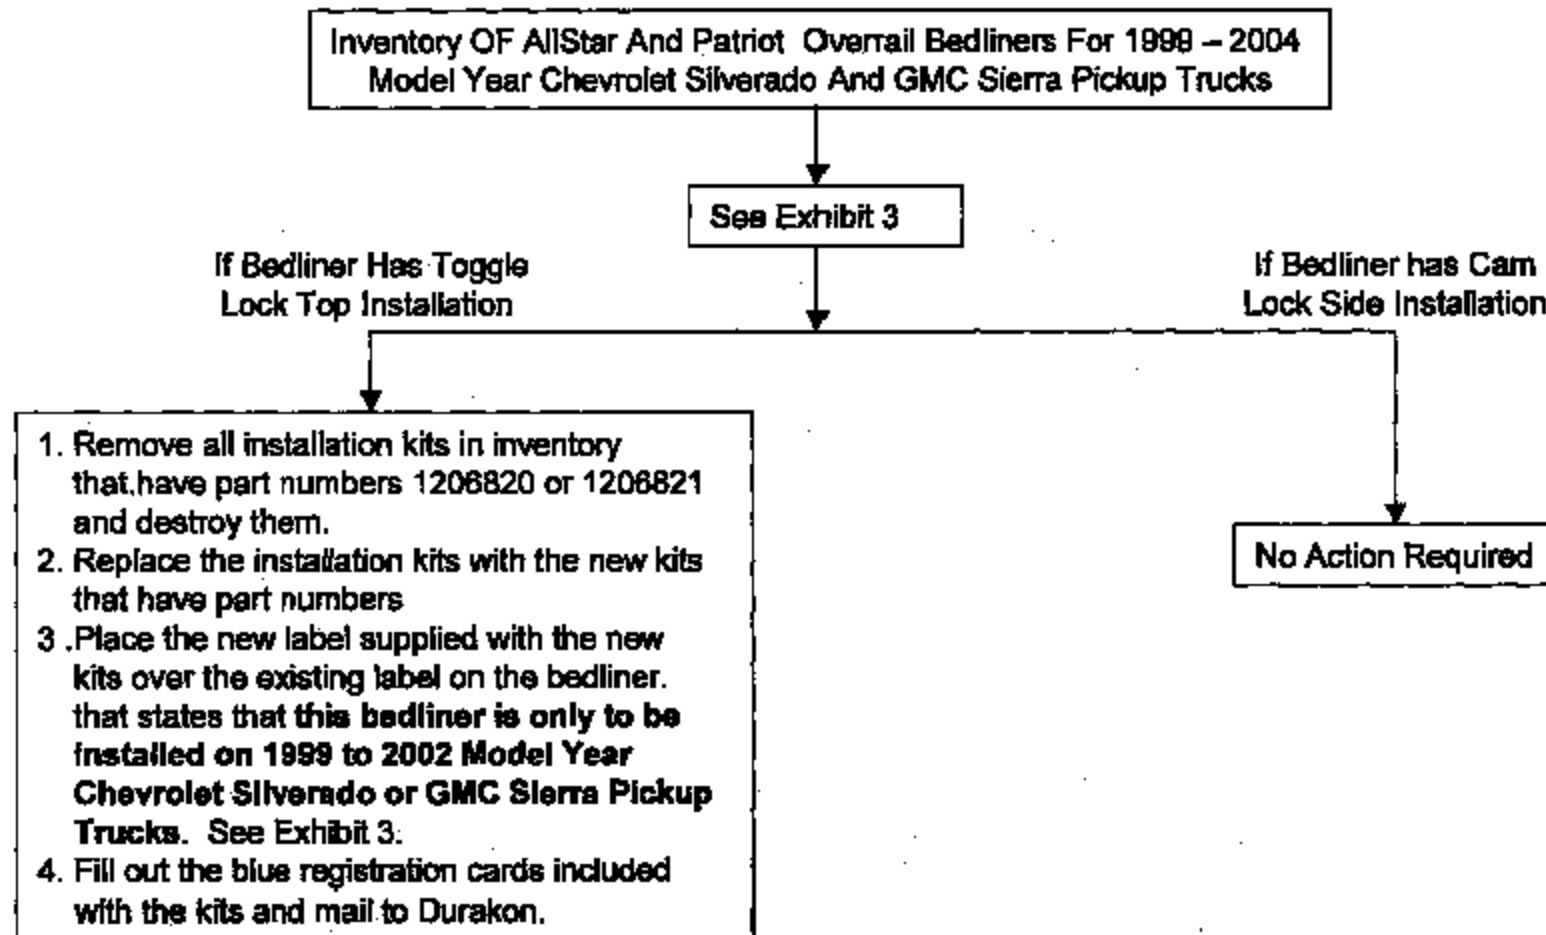 Inventory OF AllStar And Patriot Overrail Bedliners For 1999 – 2004
Model Year Chevrolet Silverado And GMC Sierra Pickup Trucks
See Exhibit 3
If Bedliner Has Toggle
Lock Top Installation
If Bedliner has Cam
Lock Side Installation
1. Remove all installation kits in inventory
that have part numbers 1206820 or 1206821
and destroy them.
2. Replace the installation kits with the new kits
that have part numbers
3 .Place the new label supplied with the new
kits over the existing label on the bedliner.
that states that this bedliner is only to be
installed on 1999 to 2002 Model Year
Chevrolet Silverado or GMC Sierra Pickup
Trucks. See Exhibit 3.
4. Fill out the blue registration cards included
with the kits and mail to Durakon.
No Action Required